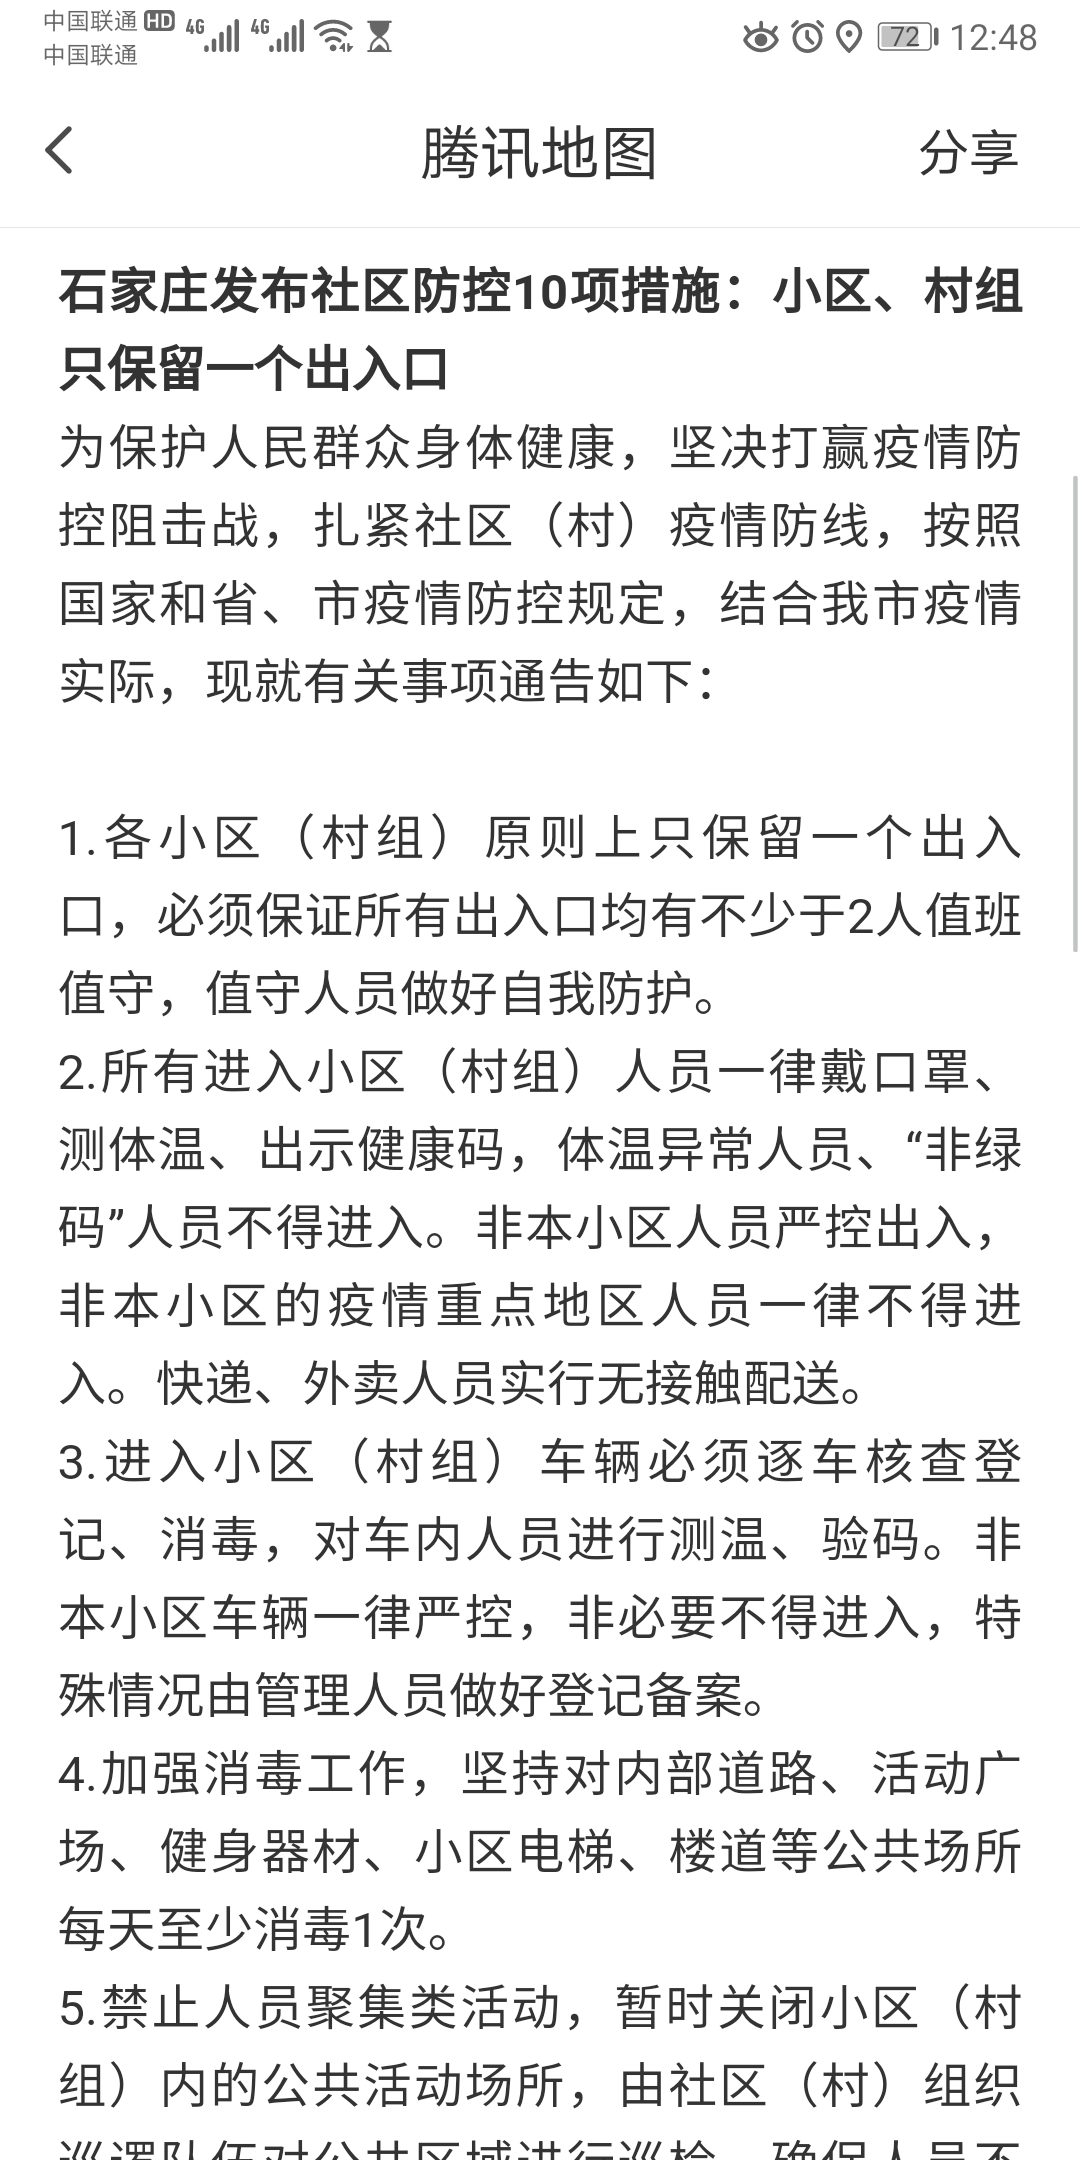 中国联通 HD 4G 4G 72 12:48
中国联通
腾讯地图 分享
石家庄发布社区防控10项措施：小区、村组
只保留一个出入口
为保护人民群众身体健康，坚决打赢疫情防
控阻击战，扎紧社区（村）疫情防线，按照
国家和省、市疫情防控规定，结合我市疫情
实际，现就有关事项通告如下：
1.各小区（村组）原则上只保留一个出入
口，必须保证所有出入口均有不少于2人值班
值守，值守人员做好自我防护。
2.所有进入小区（村组）人员一律戴口罩、
测体温、出示健康码，体温异常人员、“非绿
码”人员不得进入。非本小区人员严控出入，
非本小区的疫情重点地区人员一律不得进
入。快递、外卖人员实行无接触配送。
3.进入小区（村组）车辆必须逐车核查登
记、消毒，对车内人员进行测温、验码。非
本小区车辆一律严控，非必要不得进入，特
殊情况由管理人员做好登记备案。
4.加强消毒工作，坚持对内部道路、活动广
场、健身器材、小区电梯、楼道等公共场所
每天至少消毒1次。
5.禁止人员聚集类活动，暂时关闭小区（村
组）内的公共活动场所，由社区（村）组织
巡逻队伍对公共区域进行巡检，确保人员不